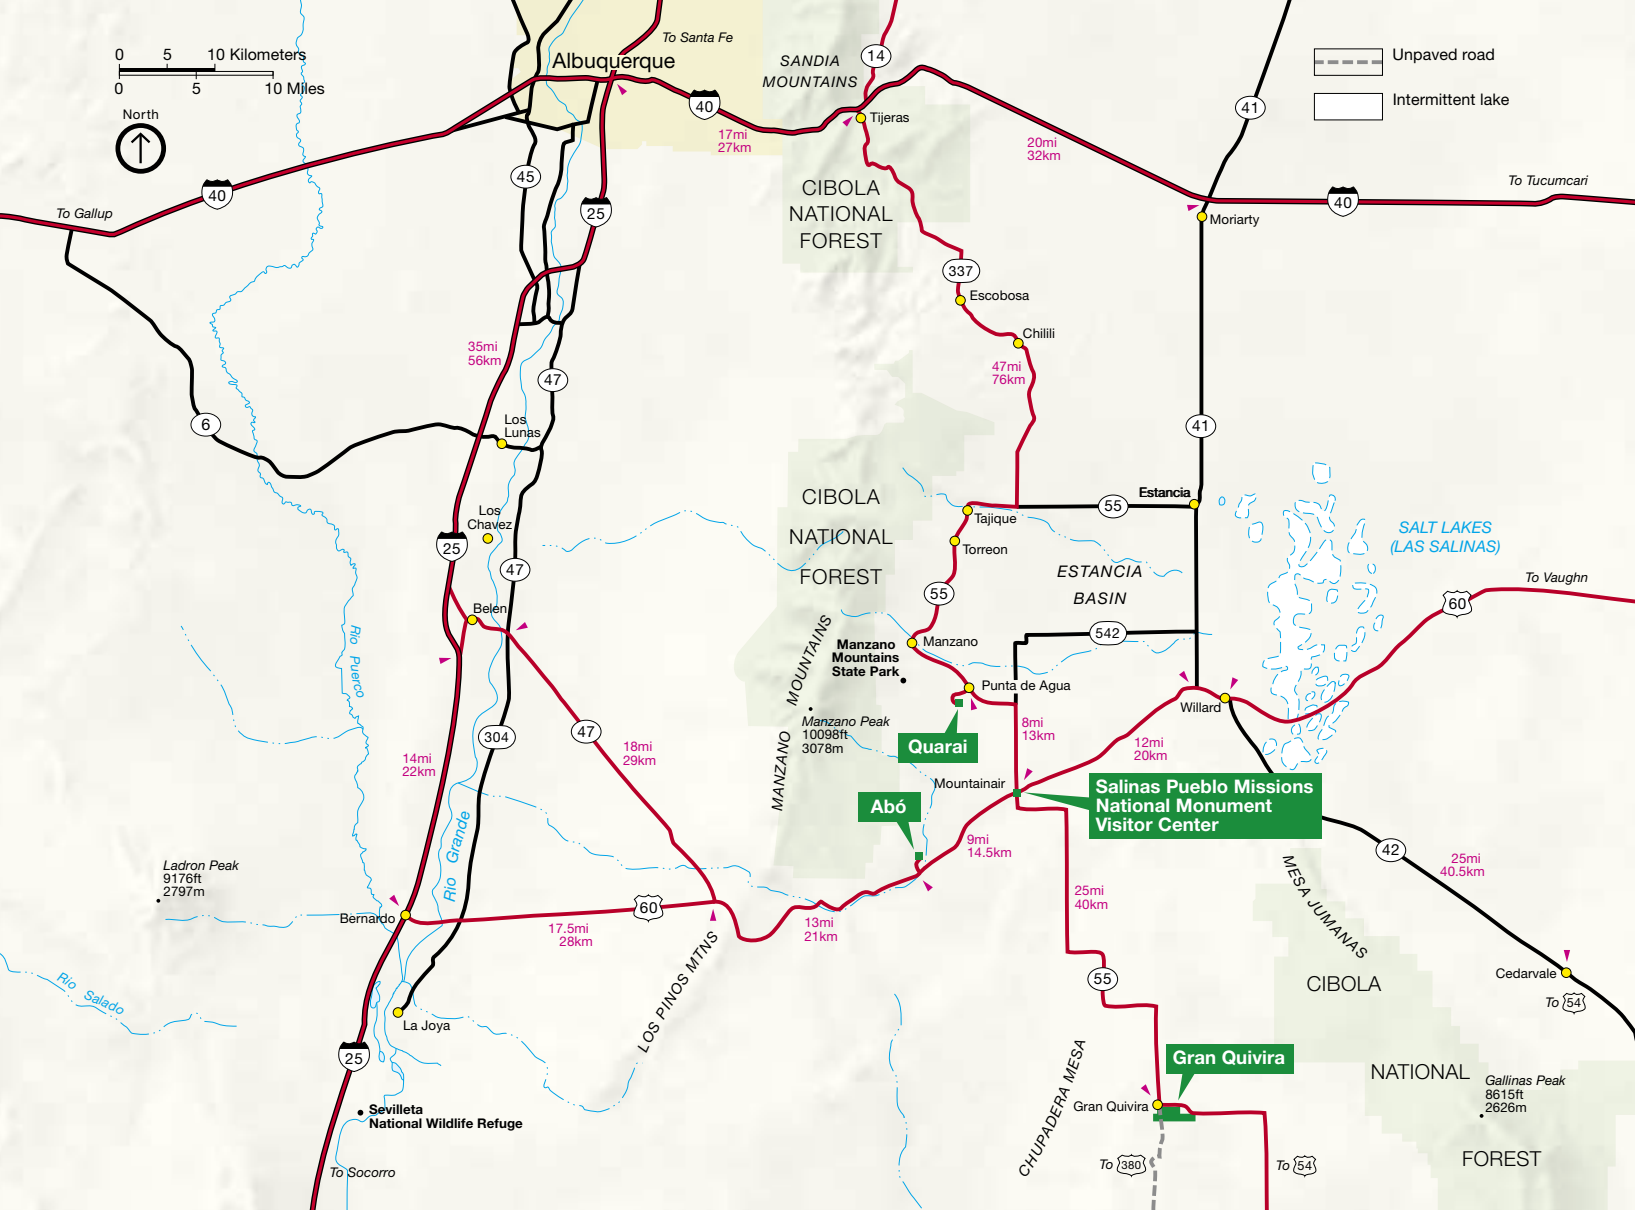 0 5 10 Kilometers
0 5 10 Miles
North
To Santa Fe
Albuquerque
SANDIA
MOUNTAINS
14
Unpaved road
Intermittent lake
41
40
17mi
27km
Tijeras
20mi
32km
45
40
To Gallup
25
CIBOLA
NATIONAL
FOREST
To Tucumcari
40
Moriarty
337
Escobosa
Chilili
35mi
56km
47
47mi
76km
6
Los
Lunas
41
Los
Chavez
25
47
CIBOLA
NATIONAL
FOREST
Estancia
55
Tajique
Torreon
SALT LAKES
(LAS SALINAS)
ESTANCIA
BASIN
To Vaughn
60
55
Belen
542
Rio Puerco
MANZANO MOUNTAINS
Manzano
Manzano
Mountains
State Park
Punta de Agua
Willard
Manzano Peak
10098ft
3078m
Quarai
8mi
13km
304
47
18mi
29km
14mi
22km
12mi
20km
Mountainair
Salinas Pueblo Missions
National Monument
Visitor Center
Abó
9mi
14.5km
42
25mi
40.5km
Rio Grande
Ladron Peak
9176ft
2797m
MESA JUMANAS
25mi
40km
Bernardo
60
17.5mi
28km
13mi
21km
LOS PINOS MTNS
Rio Salado
55
CIBOLA
Cedarvale
To 54
La Joya
25
CHUPADERA MESA
Gran Quivira
NATIONAL
Gallinas Peak
8615ft
2626m
Gran Quivira
Sevilleta
National Wildlife Refuge
To Socorro
To 380
To 54
FOREST